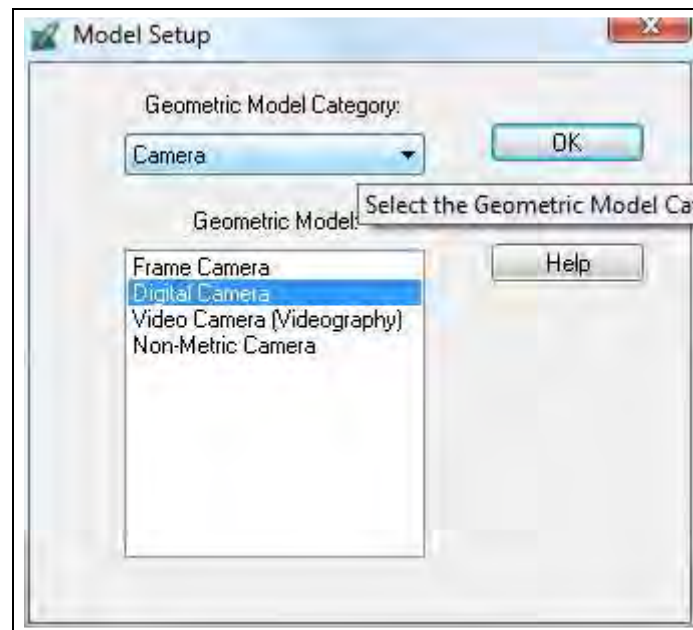 Model Setup
X
Geometric Model Category:
Camera
OK
Select the Geometric Model Ca
Geometric Model:
Help
Frame Camera
Digital Camera
Video Camera (Videography)
Non-Metric Camera